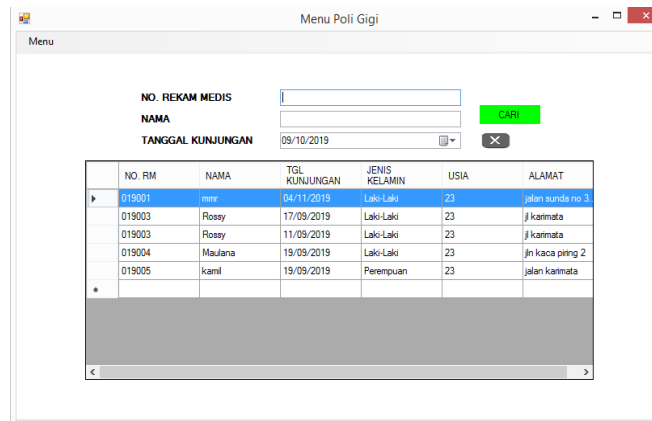 Menu Poli Gigi
Menu
NO. REKAM MEDIS
NAMA
CARI
TANGGAL KUNJUNGAN 09/10/2019
NO. RM NAMA TGL KUNJUNGAN JENIS KELAMIN USIA ALAMAT
019001 mmr 04/11/2019 Laki-Laki 23 jalan sunda no 3...
019003 Rossy 17/09/2019 Laki-Laki 23 jl karimata
019003 Rossy 11/09/2019 Laki-Laki 23 jl karimata
019004 Maulana 19/09/2019 Laki-Laki 23 jln kaca piring 2
019005 kamil 19/09/2019 Perempuan 23 jalan karimata